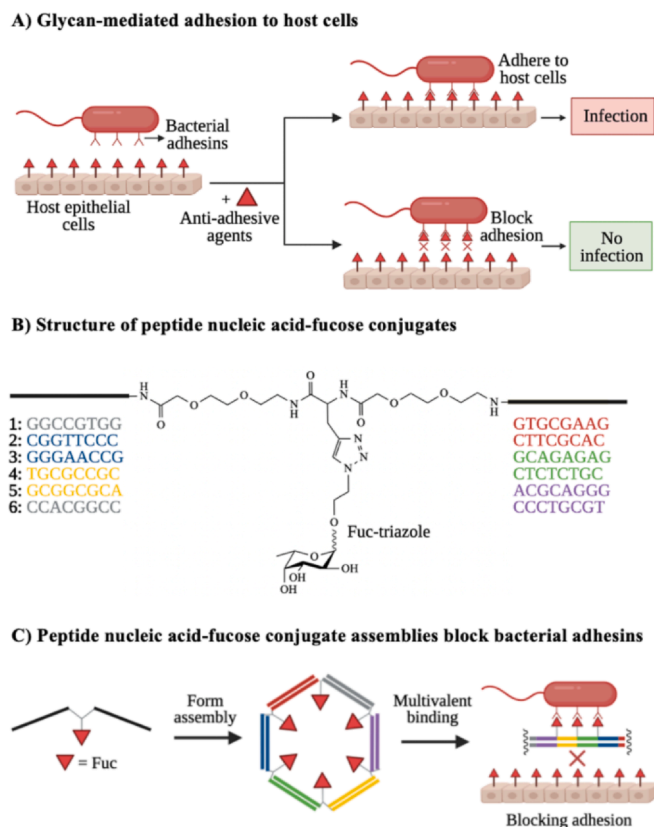 A) Glycan-mediated adhesion to host cells
Adhere to
host cells
Infection
Bacterial
adhesins
+
Host epithelial
cells
Anti-adhesive
agents
Block
adhesion
No
infection
B) Structure of peptide nucleic acid-fucose conjugates
H
N
O
O
O
N
H
O
H
N
O
O
O
N
H
1: GGCCGTGG
2: CGGTTCCC
3: GGGAACCG
4: TGCGCCGC
5: GCGGCGCA
6: CCACGGCC
GTGCGAAG
CTTCGCAC
GCAGAGAG
CTCTCTGC
ACGCAGGG
CCCTGCGT
N
N
N
O
Fuc-triazole
O
OH
OH
OH
C) Peptide nucleic acid-fucose conjugate assemblies block bacterial adhesins
Form
assembly
Multivalent
binding
= Fuc
Blocking adhesion